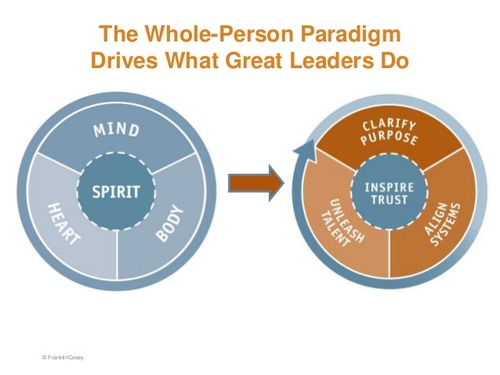 The Whole-Person Paradigm
Drives What Great Leaders Do
MIND
SPIRIT
HEART
BODY
CLARIFY
PURPOSE
INSPIRE
TRUST
UNLEASH
TALENT
ALIGN
SYSTEMS
© FranklinCovey.